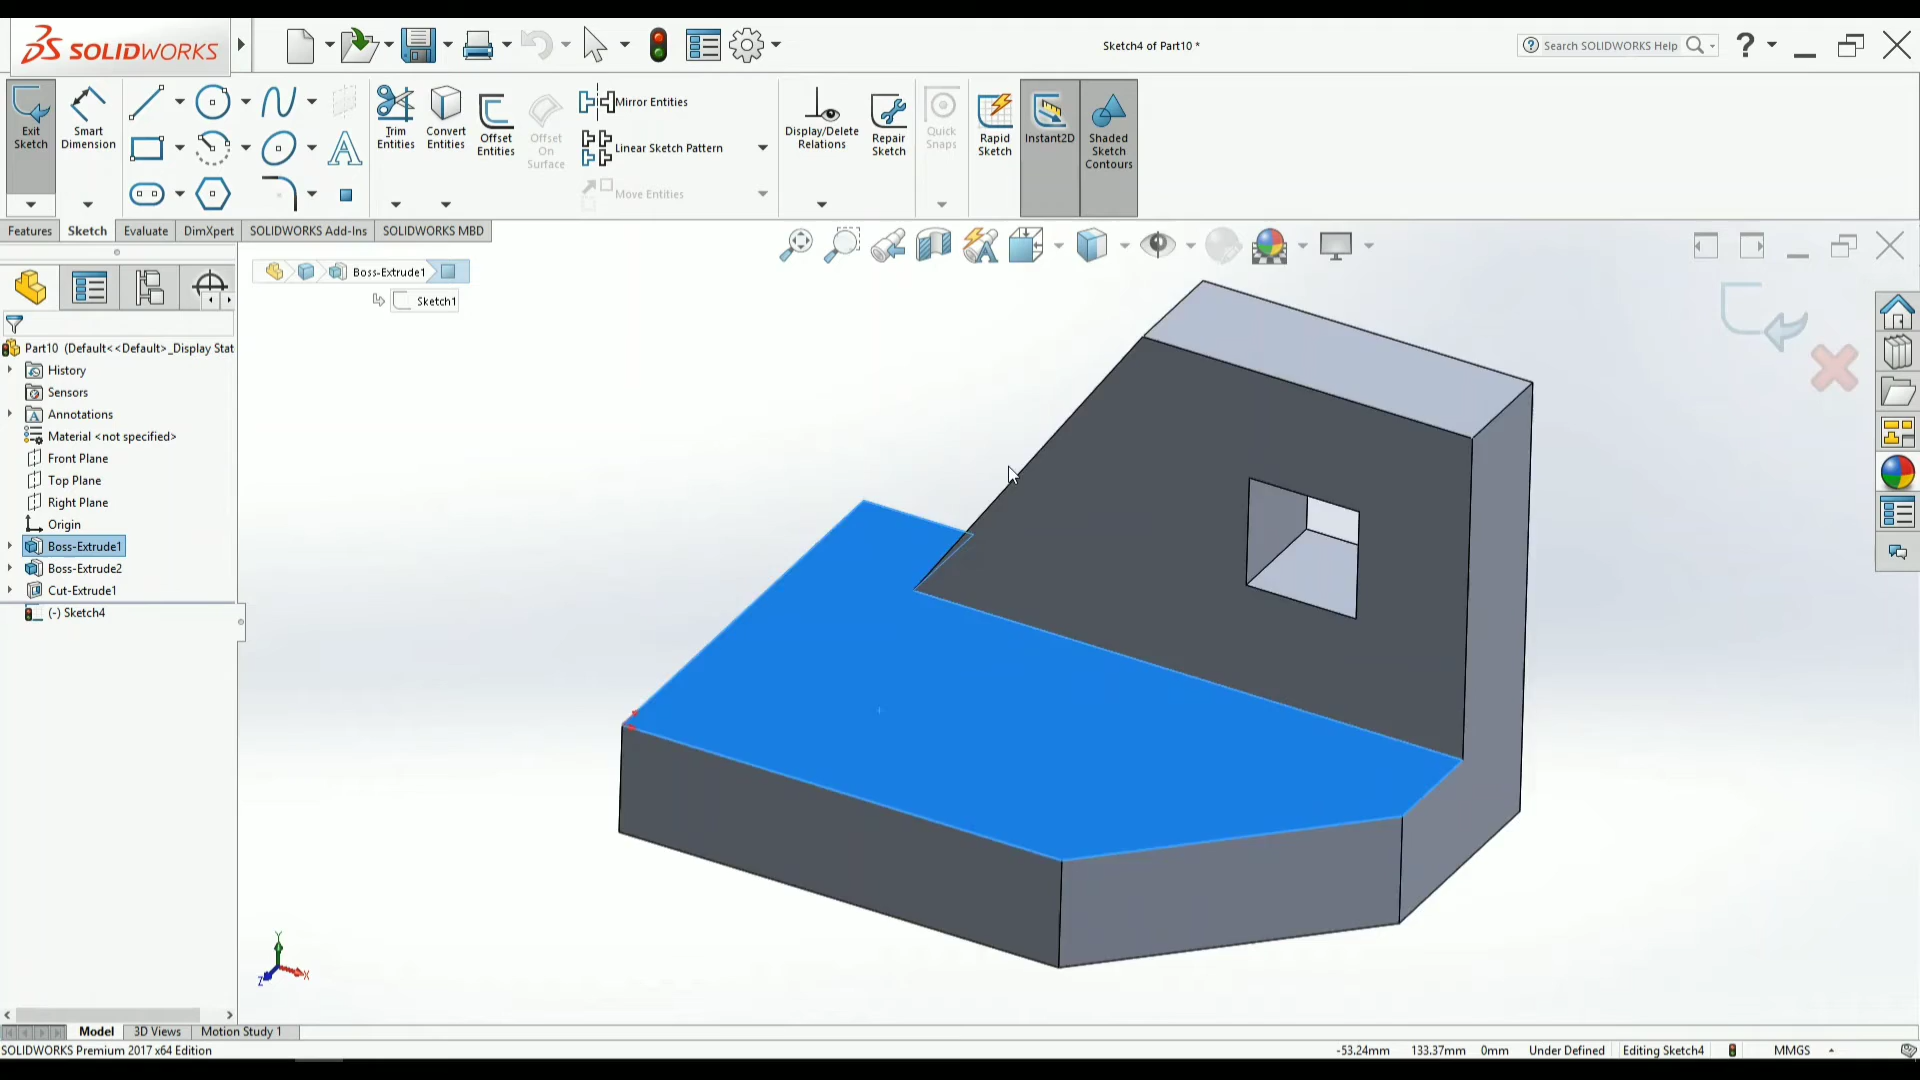 SOLIDWORKS
Sketch4 of Part10 *
Search SOLIDWORKS Help
?
Exit Sketch
Smart Dimension
Trim Entities
Convert Entities
Offset Entities
Offset On Surface
Mirror Entities
Linear Sketch Pattern
Move Entities
Display/Delete Relations
Repair Sketch
Quick Snaps
Rapid Sketch
Instant2D
Shaded Sketch Contours
Features
Sketch
Evaluate
DimXpert
SOLIDWORKS Add-Ins
SOLIDWORKS MBD
Boss-Extrude1
Sketch1
Part10 (Default<<Default>_Display Stat
History
Sensors
Annotations
Material <not specified>
Front Plane
Top Plane
Right Plane
Origin
Boss-Extrude1
Boss-Extrude2
Cut-Extrude1
(-) Sketch4
Y
X
Z
Model
3D Views
Motion Study 1
SOLIDWORKS Premium 2017 x64 Edition
-53.24mm
133.37mm
0mm
Under Defined
Editing Sketch4
MMGS